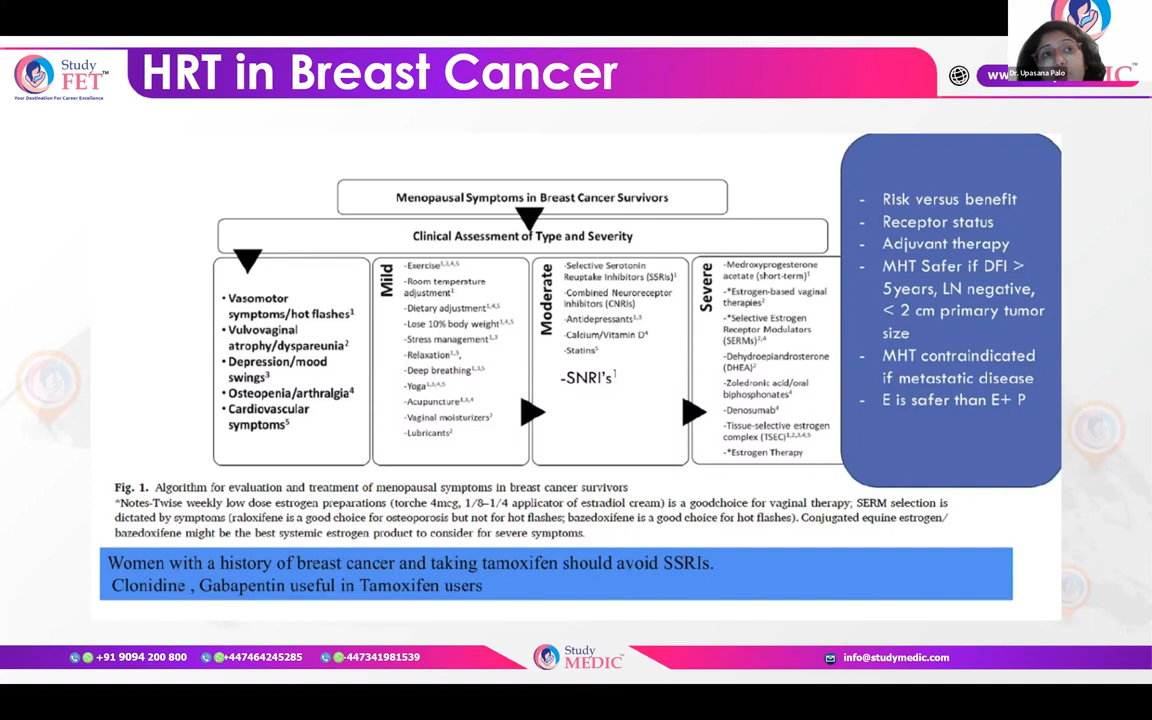 Study
FET™
Your Destination For Career Excellence
HRT in Breast Cancer
ww
Dr. Upasana Palo
IC™
Menopausal Symptoms in Breast Cancer Survivors
Clinical Assessment of Type and Severity
• Vasomotor
symptoms/hot flashes¹
• Vulvovaginal
atrophy/dyspareunia²
• Depression/mood
swings³
• Osteopenia/arthralgia⁴
• Cardiovascular
symptoms⁵
Mild
-Exercise¹,³,⁴,⁵
-Room temperature
adjustment¹
-Dietary adjustment¹,⁴,⁵
-Lose 10% body weight¹,⁴,⁵
-Stress management¹,³
-Relaxation¹,³,
-Deep breathing¹,³,⁵
-Yoga¹,³,⁴,⁵
-Acupuncture¹,³,⁴
-Vaginal moisturizers²
-Lubricants²
Moderate
-Selective Serotonin
Reuptake Inhibitors (SSRIs)¹
-Combined Neuroreceptor
Inhibitors (CNRIs)
-Antidepressants¹,³
-Calcium/Vitamin D⁴
-Statins⁵
-SNRI's¹
Severe
-Medroxyprogesterone
acetate (short-term)¹
-*Estrogen-based vaginal
therapies²
-*Selective Estrogen
Receptor Modulators
(SERMs)²,⁴
-Dehydroepiandrosterone
(DHEA)²
-Zoledronic acid/oral
biphosphonates⁴
-Denosumab⁴
-Tissue-selective estrogen
complex (TSEC)¹,²,³,⁴,⁵
-*Estrogen Therapy
- Risk versus benefit
- Receptor status
- Adjuvant therapy
- MHT Safer if DFI >
5years, LN negative,
< 2 cm primary tumor
size
- MHT contraindicated
if metastatic disease
- E is safer than E+ P
Fig. 1. Algorithm for evaluation and treatment of menopausal symptoms in breast cancer survivors
*Notes-Twise weekly low dose estrogen preparations (torche 4mcg, 1/8–1/4 applicator of estradiol cream) is a goodchoice for vaginal therapy; SERM selection is
dictated by symptoms (raloxifene is a good choice for osteoporosis but not for hot flashes; bazedoxifene is a good choice for hot flashes). Conjugated equine estrogen/
bazedoxifene might be the best systemic estrogen product to consider for severe symptoms.
Women with a history of breast cancer and taking tamoxifen should avoid SSRIs.
Clonidine , Gabapentin useful in Tamoxifen users
+91 9094 200 800
+447464245285
+447341981539
Study
MEDIC™
info@studymedic.com